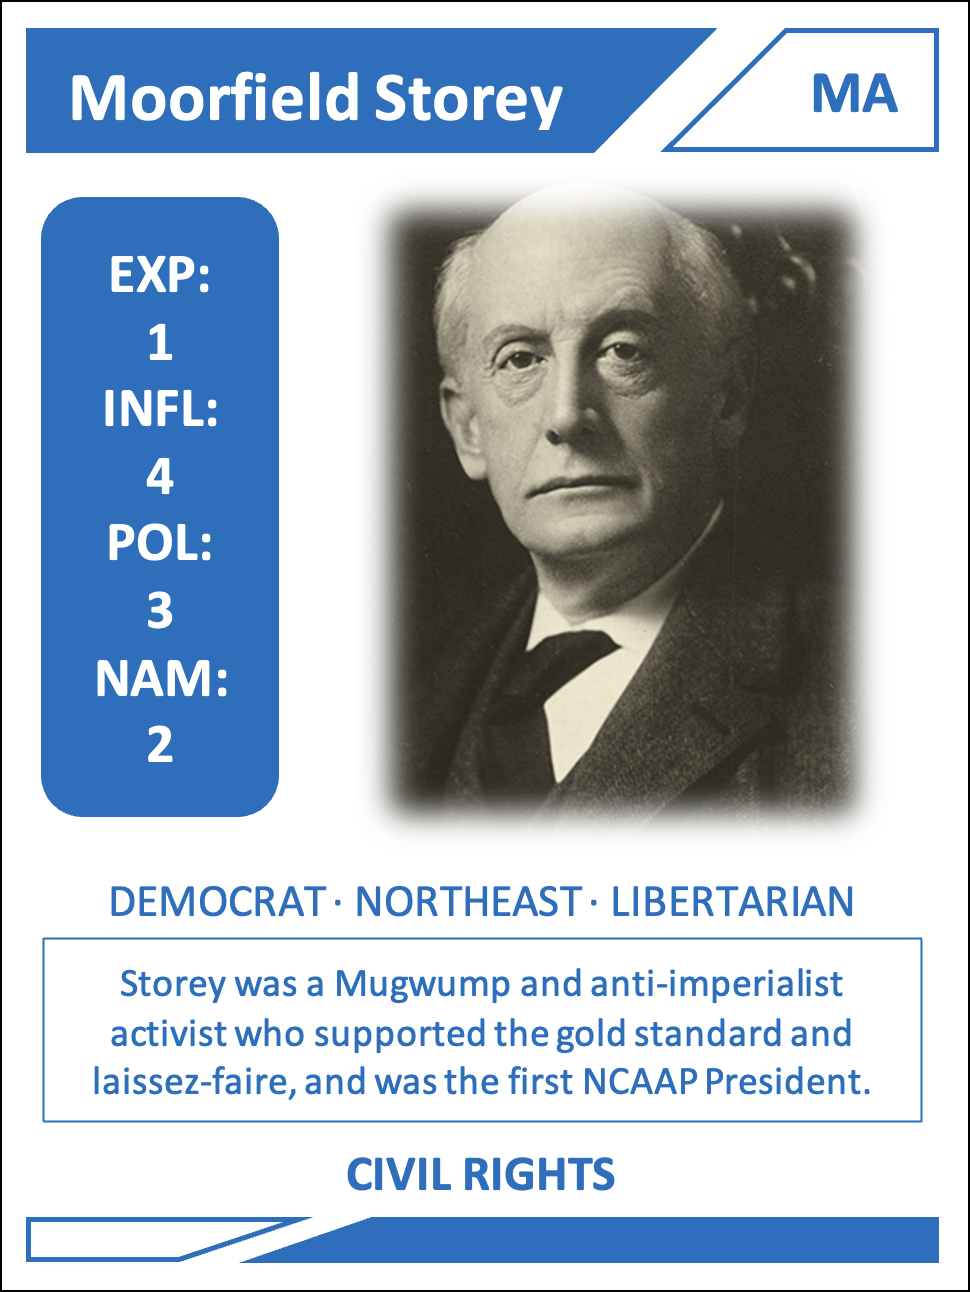 Moorfield Storey
MA
EXP:
1
INFL:
4
POL:
3
NAM:
2
DEMOCRAT · NORTHEAST · LIBERTARIAN
Storey was a Mugwump and anti-imperialist
activist who supported the gold standard and
laissez-faire, and was the first NCAAP President.
CIVIL RIGHTS